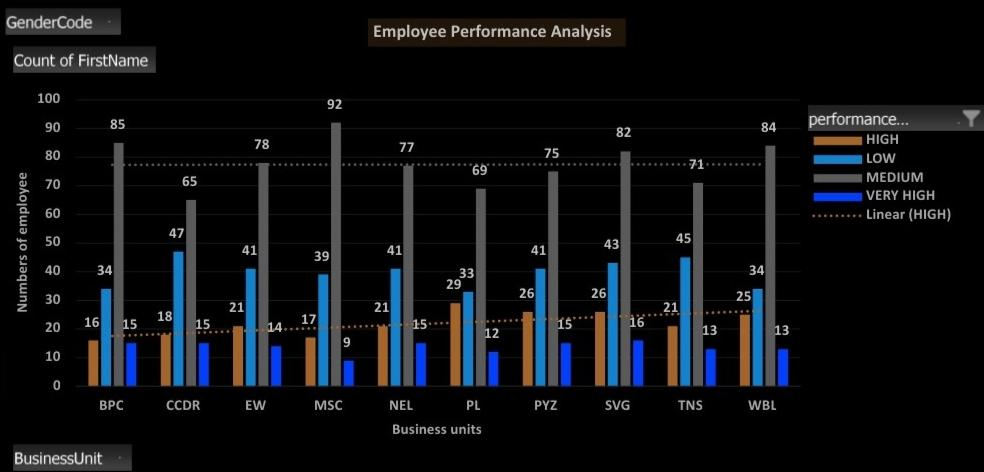 GenderCode
Employee Performance Analysis
Count of FirstName
100
90
80
70
60
50
40
30
20
10
0
Numbers of employee
16 34 85 15
18 47 65 15
21 41 78 14
17 39 92 9
21 41 77 15
29 33 69 12
26 41 75 15
26 43 82 16
21 45 71 13
25 34 84 13
BPC CCDR EW MSC NEL PL PYZ SVG TNS WBL
Business units
performance...
HIGH
LOW
MEDIUM
VERY HIGH
Linear (HIGH)
BusinessUnit